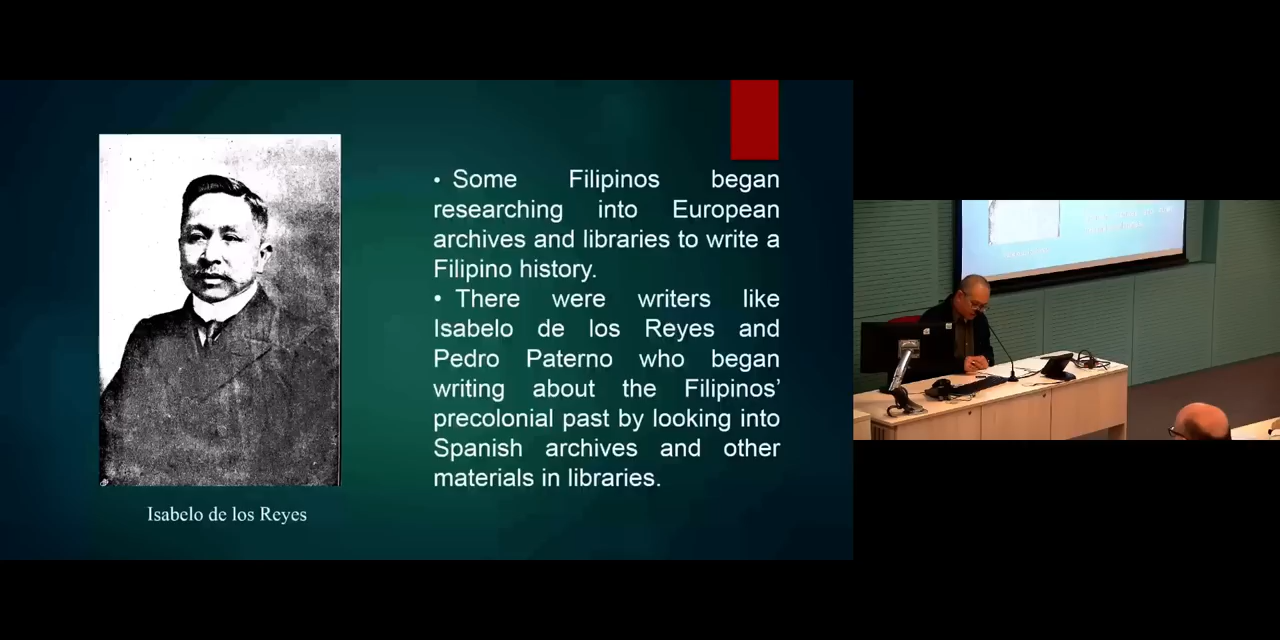 • Some Filipinos began
researching into European
archives and libraries to write a
Filipino history.
• There were writers like
Isabelo de los Reyes and
Pedro Paterno who began
writing about the Filipinos’
precolonial past by looking into
Spanish archives and other
materials in libraries.
Isabelo de los Reyes